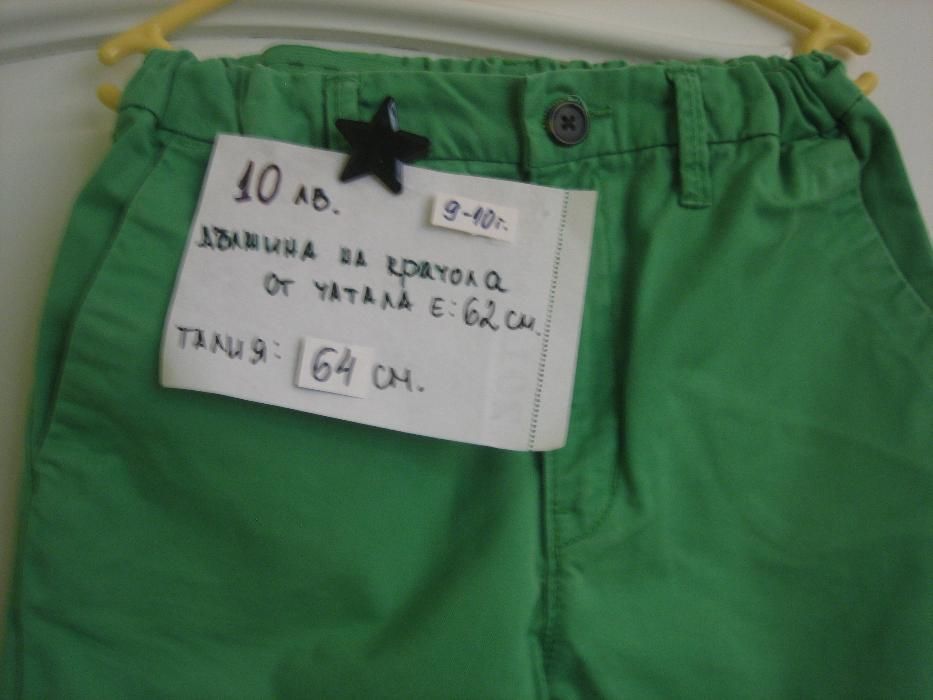 10 лв.
9-10г.
Дължина на крачола
от чатала е: 62 см.
Талия: 64 см.